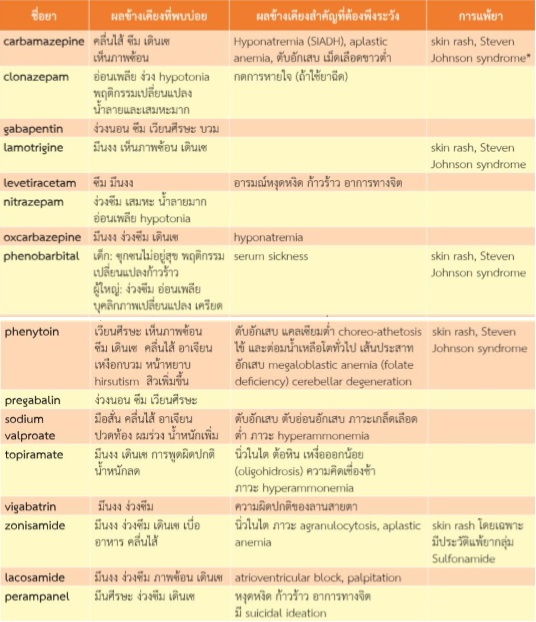 ชื่อยา ผลข้างเคียงที่พบบ่อย ผลข้างเคียงสำคัญที่ต้องพึงระวัง การแพ้ยา
carbamazepine คลื่นไส้ ซึม เดินเซ Hyponatremia (SIADH), aplastic skin rash, Steven
เห็นภาพซ้อน anemia, ตับอักเสบ เม็ดเลือดขาวต่ำ Johnson syndrome*
clonazepam อ่อนเพลีย ง่วง hypotonia กดการหายใจ (ถ้าใช้ยาฉีด)
พฤติกรรมเปลี่ยนแปลง
น้ำลายและเสมหะมาก
gabapentin ง่วงนอน ซึม เวียนศีรษะ บวม
lamotrigine มึนงง เห็นภาพซ้อน เดินเซ skin rash, Steven
Johnson syndrome
levetiracetam ซึม มึนงง อารมณ์หงุดหงิด ก้าวร้าว อาการทางจิต
nitrazepam ง่วงซึม เสมหะ น้ำลายมาก
อ่อนเพลีย hypotonia
oxcarbazepine มึนงง ง่วงซึม เดินเซ hyponatremia
phenobarbital เด็ก: ซุกซนไม่อยู่สุข พฤติกรรม serum sickness skin rash, Steven
เปลี่ยนแปลงก้าวร้าว Johnson syndrome
ผู้ใหญ่: ง่วงซึม อ่อนเพลีย
บุคลิกภาพเปลี่ยนแปลง เครียด
phenytoin เวียนศีรษะ เห็นภาพซ้อน ตับอักเสบ แคลเซียมต่ำ choreo-athetosis skin rash, Steven
ซึม เดินเซ คลื่นไส้ อาเจียน ไข้ และต่อมน้ำเหลืองโตทั่วไป เส้นประสาท Johnson syndrome
เหงือกบวม หน้าหยาบ อักเสบ megaloblastic anemia (folate
hirsutism สิวเพิ่มขึ้น deficiency) cerebellar degeneration
pregabalin ง่วงนอน ซึม เวียนศีรษะ
sodium มือสั่น คลื่นไส้ อาเจียน ตับอักเสบ ตับอ่อนอักเสบ ภาวะเกล็ดเลือด
valproate ปวดท้อง ผมร่วง น้ำหนักเพิ่ม ต่ำ ภาวะ hyperammonemia
topiramate มึนงง เดินเซ การพูดผิดปกติ นิ่วในไต ต้อหิน เหงื่อออกน้อย
น้ำหนักลด (oligohidrosis) ความคิดเชื่องช้า
ภาวะ hyperammonemia
vigabatrin มึนงง ง่วงซึม ความผิดปกติของลานสายตา
zonisamide มึนงง ง่วงซึม เดินเซ เบื่อ นิ่วในไต ภาวะ agranulocytosis, aplastic skin rash โดยเฉพาะ
อาหาร คลื่นไส้ anemia มีประวัติแพ้ยากลุ่ม
Sulfonamide
lacosamide มึนงง ง่วงซึม ภาพซ้อน เดินเซ atrioventricular block, palpitation
perampanel มึนศีรษะ ง่วงซึม เดินเซ หงุดหงิด ก้าวร้าว อาการทางจิต
มี suicidal ideation